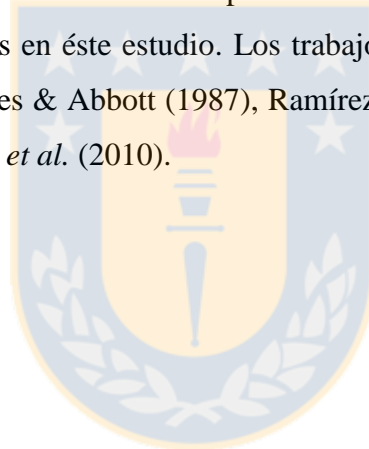 s en éste estudio. Los trabajo
es & Abbott (1987), Ramírez
et al. (2010).